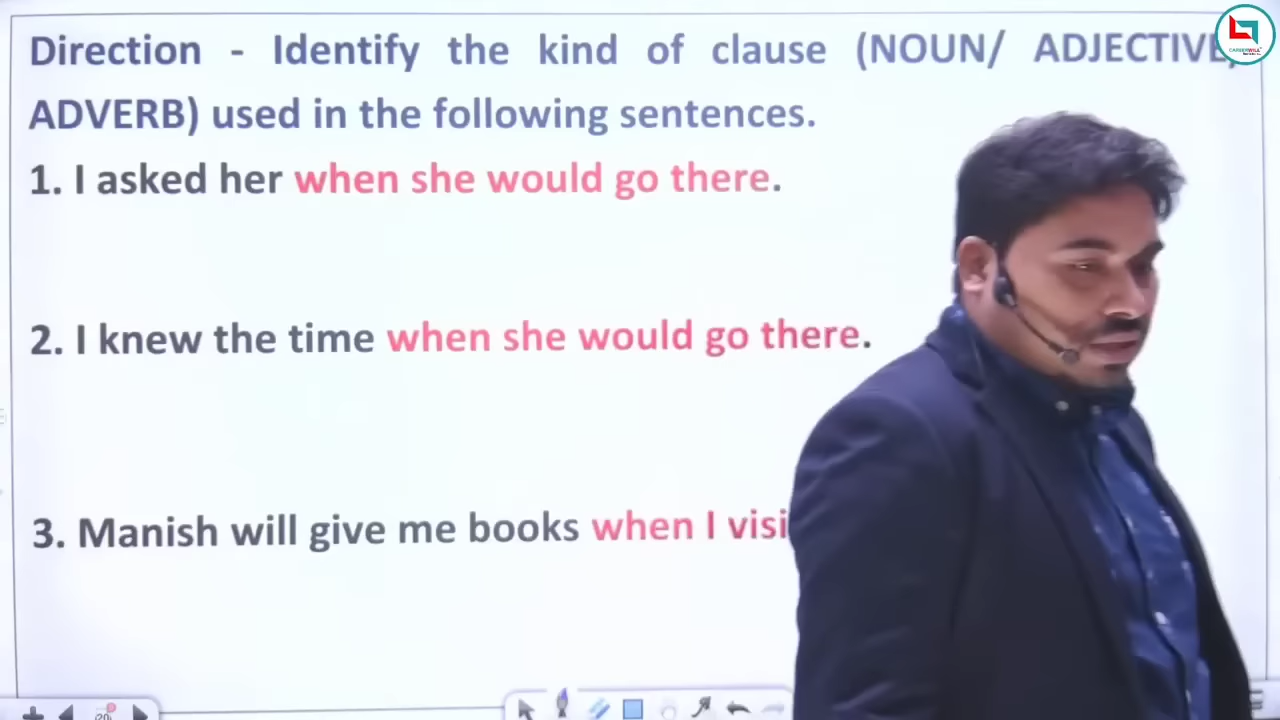 Direction - Identify the kind of clause (NOUN/ ADJECTIVE/
ADVERB) used in the following sentences.
1. I asked her when she would go there.
2. I knew the time when she would go there.
3. Manish will give me books when I visi
CAREERWILL
20